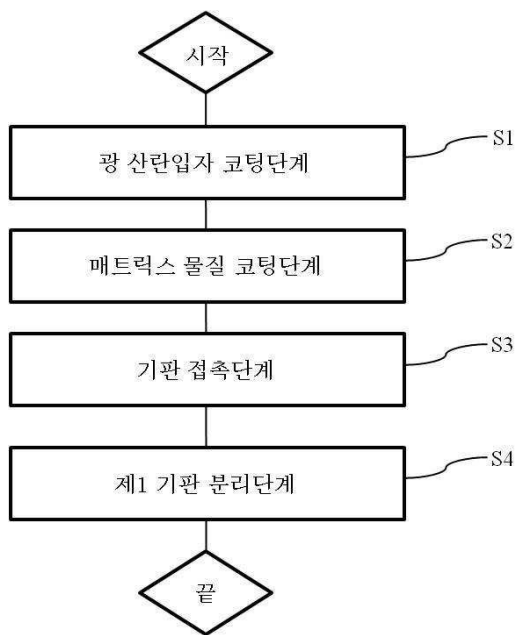 시작
광 산란입자 코팅단계
S1
매트릭스 물질 코팅단계
S2
기판 접촉단계
S3
제1 기판 분리단계
S4
끝